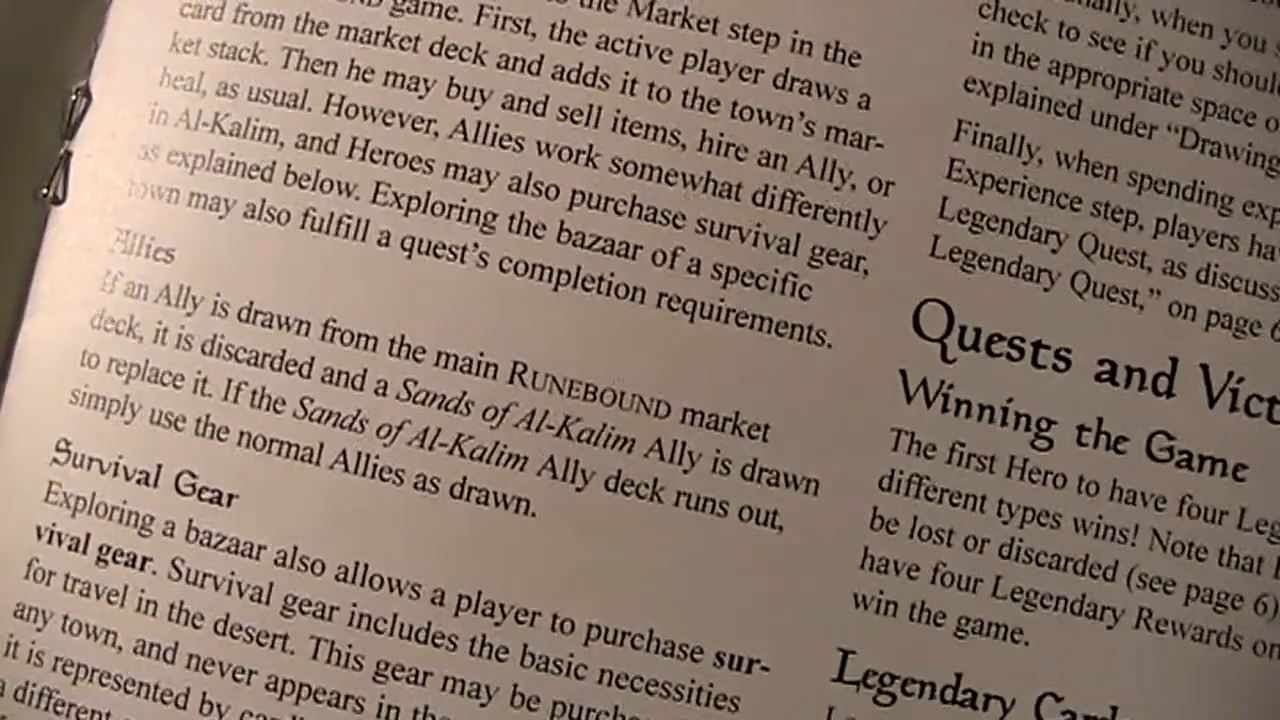 the Market step in the
game. First, the active player draws a
card from the market deck and adds it to the town's mar-
ket stack. Then he may buy and sell items, hire an Ally, or
heal, as usual. However, Allies work somewhat differently
in Al-Kalim, and Heroes may also purchase survival gear,
as explained below. Exploring the bazaar of a specific
town may also fulfill a quest's completion requirements.
Allies
If an Ally is drawn from the main RUNEBOUND market
deck, it is discarded and a Sands of Al-Kalim Ally is drawn
to replace it. If the Sands of Al-Kalim Ally deck runs out,
simply use the normal Allies as drawn.
Survival Gear
Exploring a bazaar also allows a player to purchase sur-
vival gear. Survival gear includes the basic necessities
for travel in the desert. This gear may be
any town, and never appears in
it is represented by
a different
when you
check to see if you
in the appropriate space
explained under "Drawing
Finally, when spending
Experience step, players
Legendary Quest, as
Legendary Quest," on page
Quests and
Winning the Game
The first Hero to have four
different types wins! Note that
be lost or discarded (see page 6)
have four Legendary Rewards
win the game.
Legendary